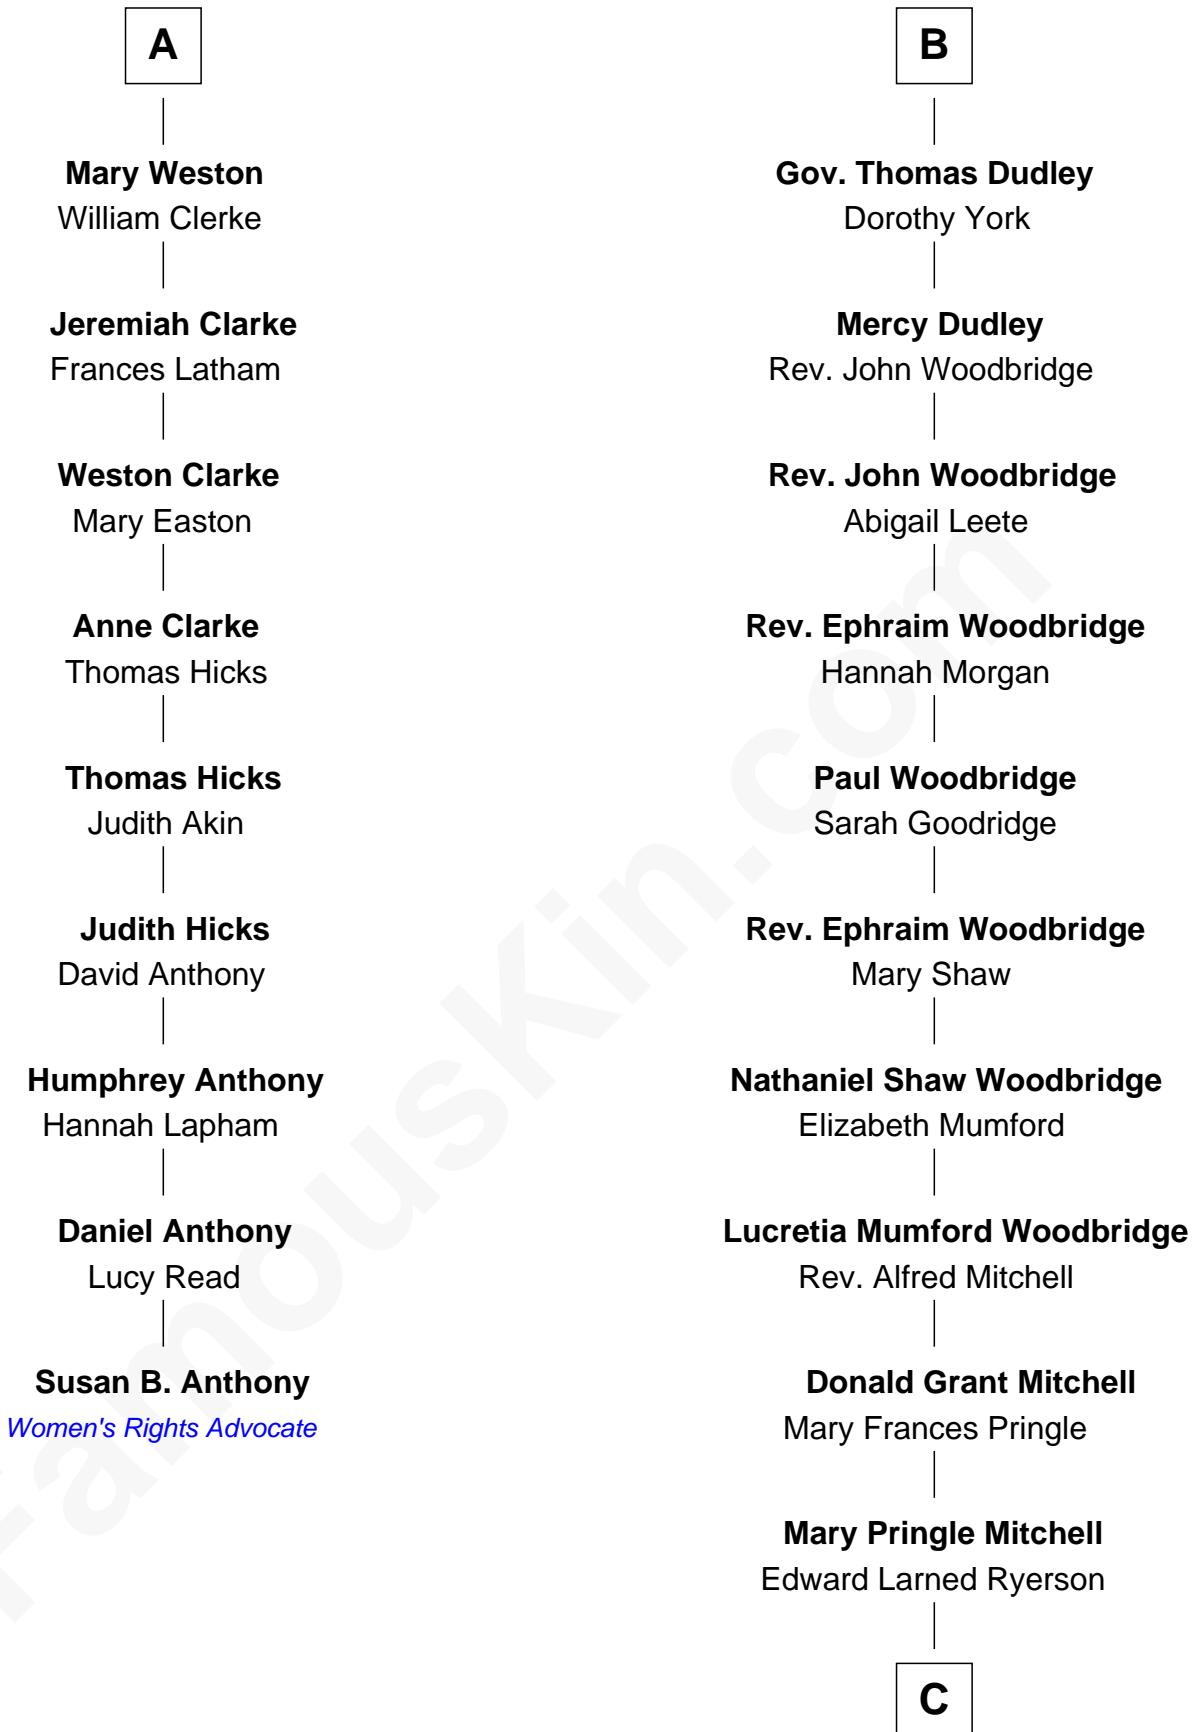 A
Mary Weston
William Clerke
Jeremiah Clarke
Frances Latham
Weston Clarke
Mary Easton
Anne Clarke
Thomas Hicks
Thomas Hicks
Judith Akin
Judith Hicks
David Anthony
Humphrey Anthony
Hannah Lapham
Daniel Anthony
Lucy Read
Susan B. Anthony
Women's Rights Advocate
B
Gov. Thomas Dudley
Dorothy York
Mercy Dudley
Rev. John Woodbridge
Rev. John Woodbridge
Abigail Leete
Rev. Ephraim Woodbridge
Hannah Morgan
Paul Woodbridge
Sarah Goodridge
Rev. Ephraim Woodbridge
Mary Shaw
Nathaniel Shaw Woodbridge
Elizabeth Mumford
Lucretia Mumford Woodbridge
Rev. Alfred Mitchell
Donald Grant Mitchell
Mary Frances Pringle
Mary Pringle Mitchell
Edward Larned Ryerson
C
FamousKin.com